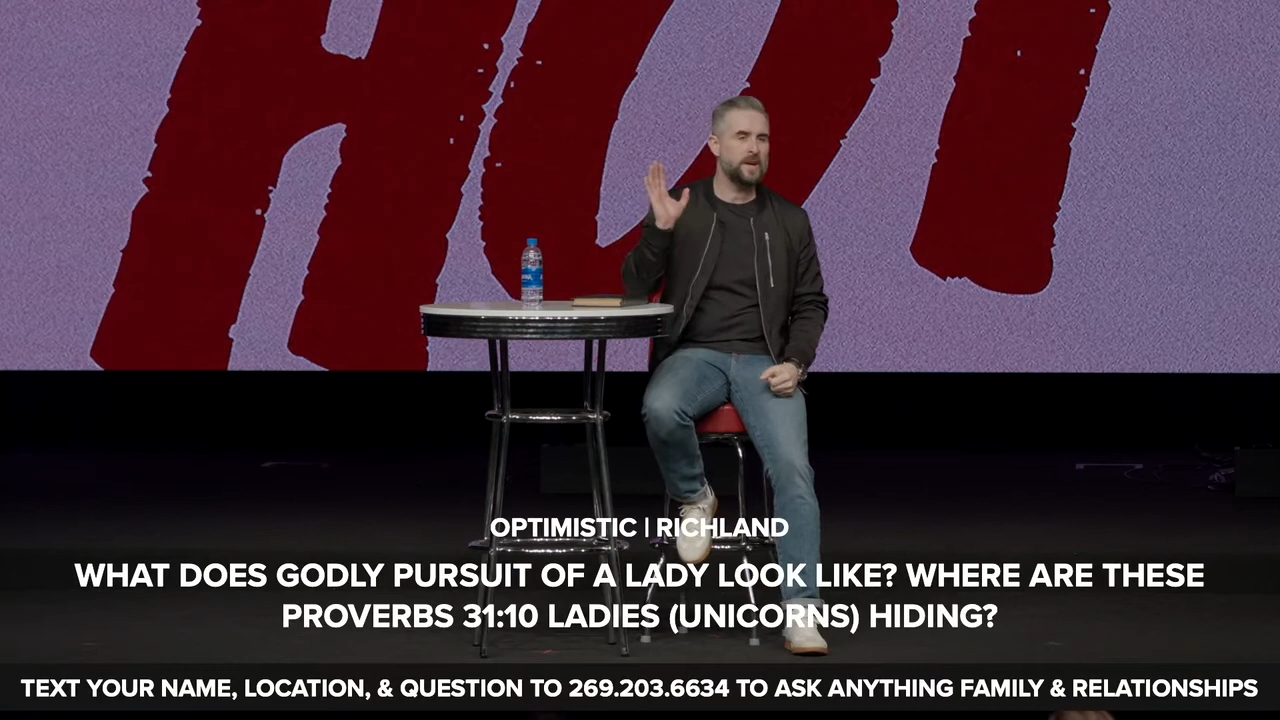 HOT
OPTIMISTIC | RICHLAND
WHAT DOES GODLY PURSUIT OF A LADY LOOK LIKE? WHERE ARE THESE
PROVERBS 31:10 LADIES (UNICORNS) HIDING?
TEXT YOUR NAME, LOCATION, & QUESTION TO 269.203.6634 TO ASK ANYTHING FAMILY & RELATIONSHIPS